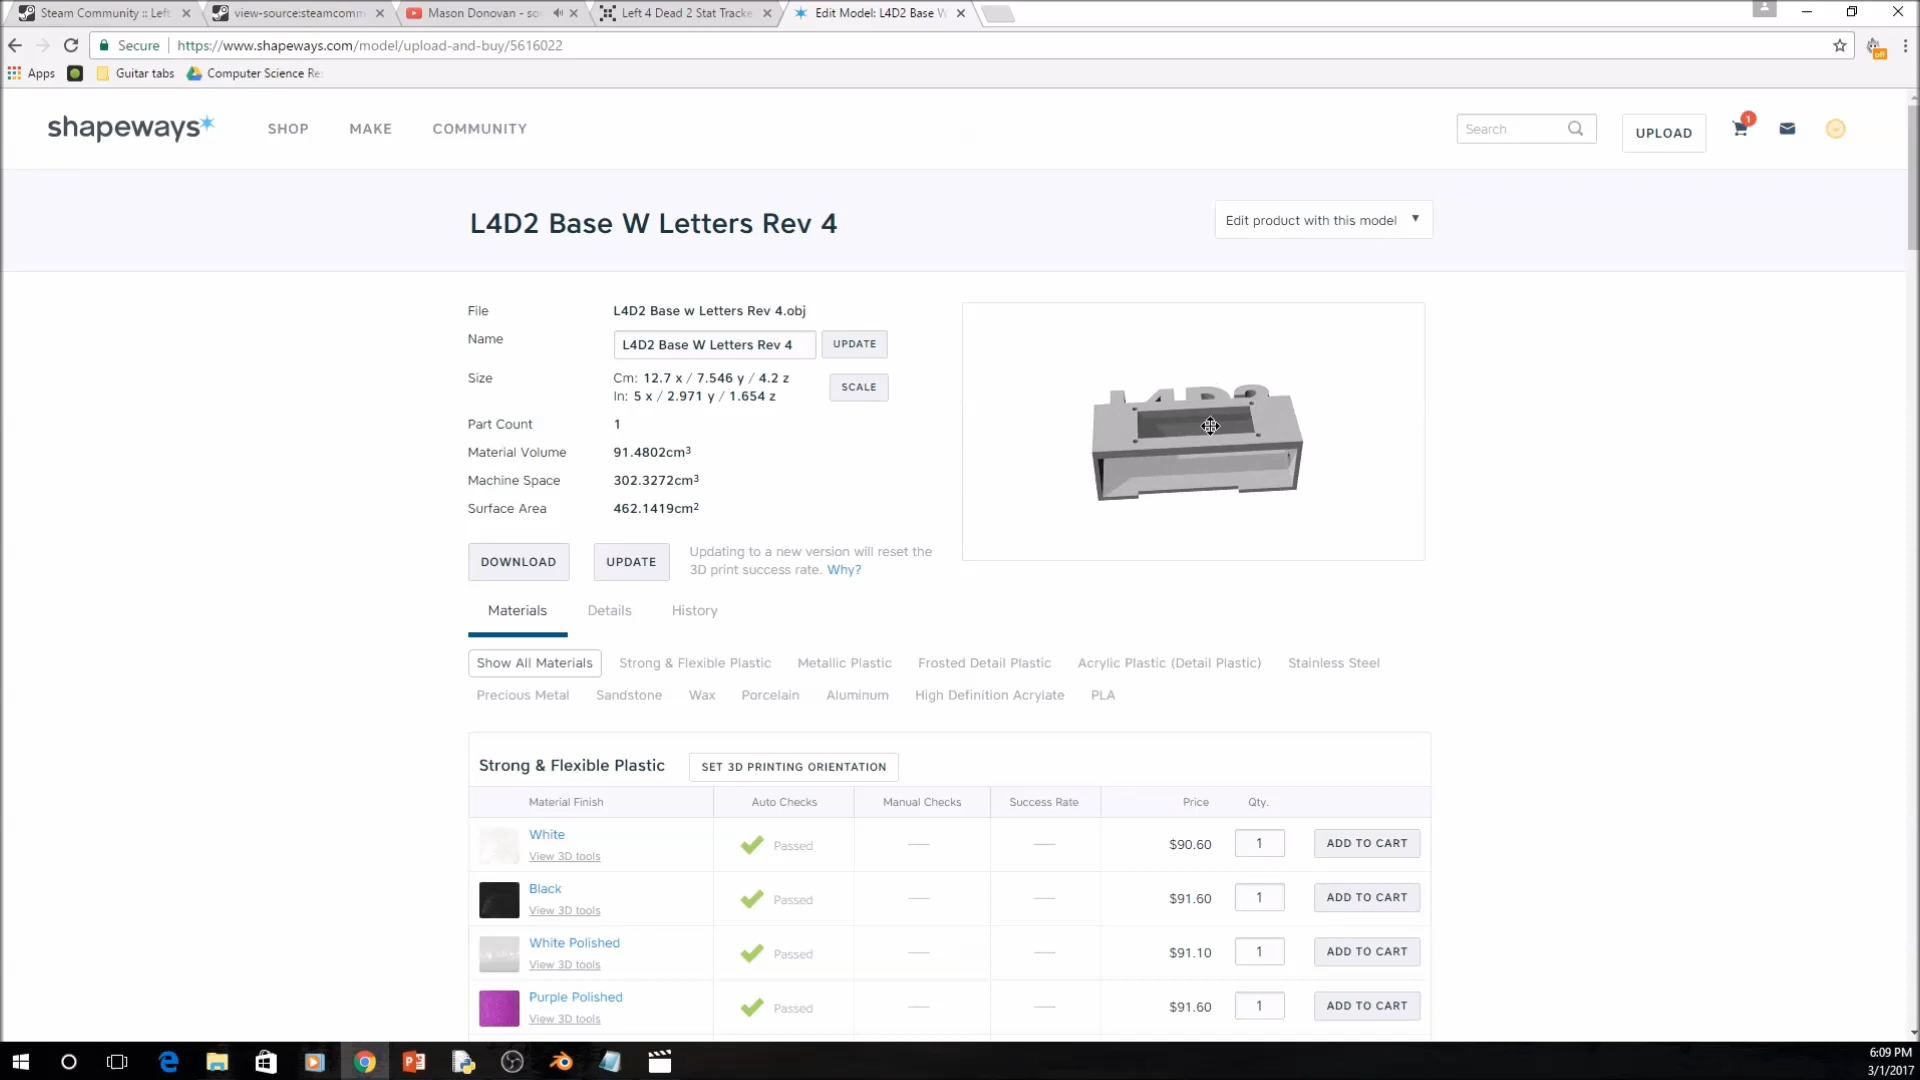 Steam Community :: Left
view-source:steamcomm
Mason Donovan - so
Left 4 Dead 2 Stat Tracke
Edit Model: L4D2 Base W
Secure
https://www.shapeways.com/model/upload-and-buy/5616022
off
Apps
Guitar tabs
Computer Science Re
shapeways
SHOP
MAKE
COMMUNITY
Search
UPLOAD
1
L4D2 Base W Letters Rev 4
Edit product with this model
File
L4D2 Base w Letters Rev 4.obj
Name
L4D2 Base W Letters Rev 4
UPDATE
Size
Cm: 12.7 x / 7.546 y / 4.2 z
In: 5 x / 2.971 y / 1.654 z
SCALE
Part Count
1
Material Volume
91.4802cm³
Machine Space
302.3272cm³
Surface Area
462.1419cm²
L4D2
DOWNLOAD
UPDATE
Updating to a new version will reset the
3D print success rate. Why?
Materials
Details
History
Show All Materials
Strong & Flexible Plastic
Metallic Plastic
Frosted Detail Plastic
Acrylic Plastic (Detail Plastic)
Stainless Steel
Precious Metal
Sandstone
Wax
Porcelain
Aluminum
High Definition Acrylate
PLA
Strong & Flexible Plastic
SET 3D PRINTING ORIENTATION
Material Finish
Auto Checks
Manual Checks
Success Rate
Price
Qty.
White
View 3D tools
Passed
$90.60
1
ADD TO CART
Black
View 3D tools
Passed
$91.60
1
ADD TO CART
White Polished
View 3D tools
Passed
$91.10
1
ADD TO CART
Purple Polished
View 3D tools
Passed
$91.60
1
ADD TO CART
6:09 PM
3/1/2017